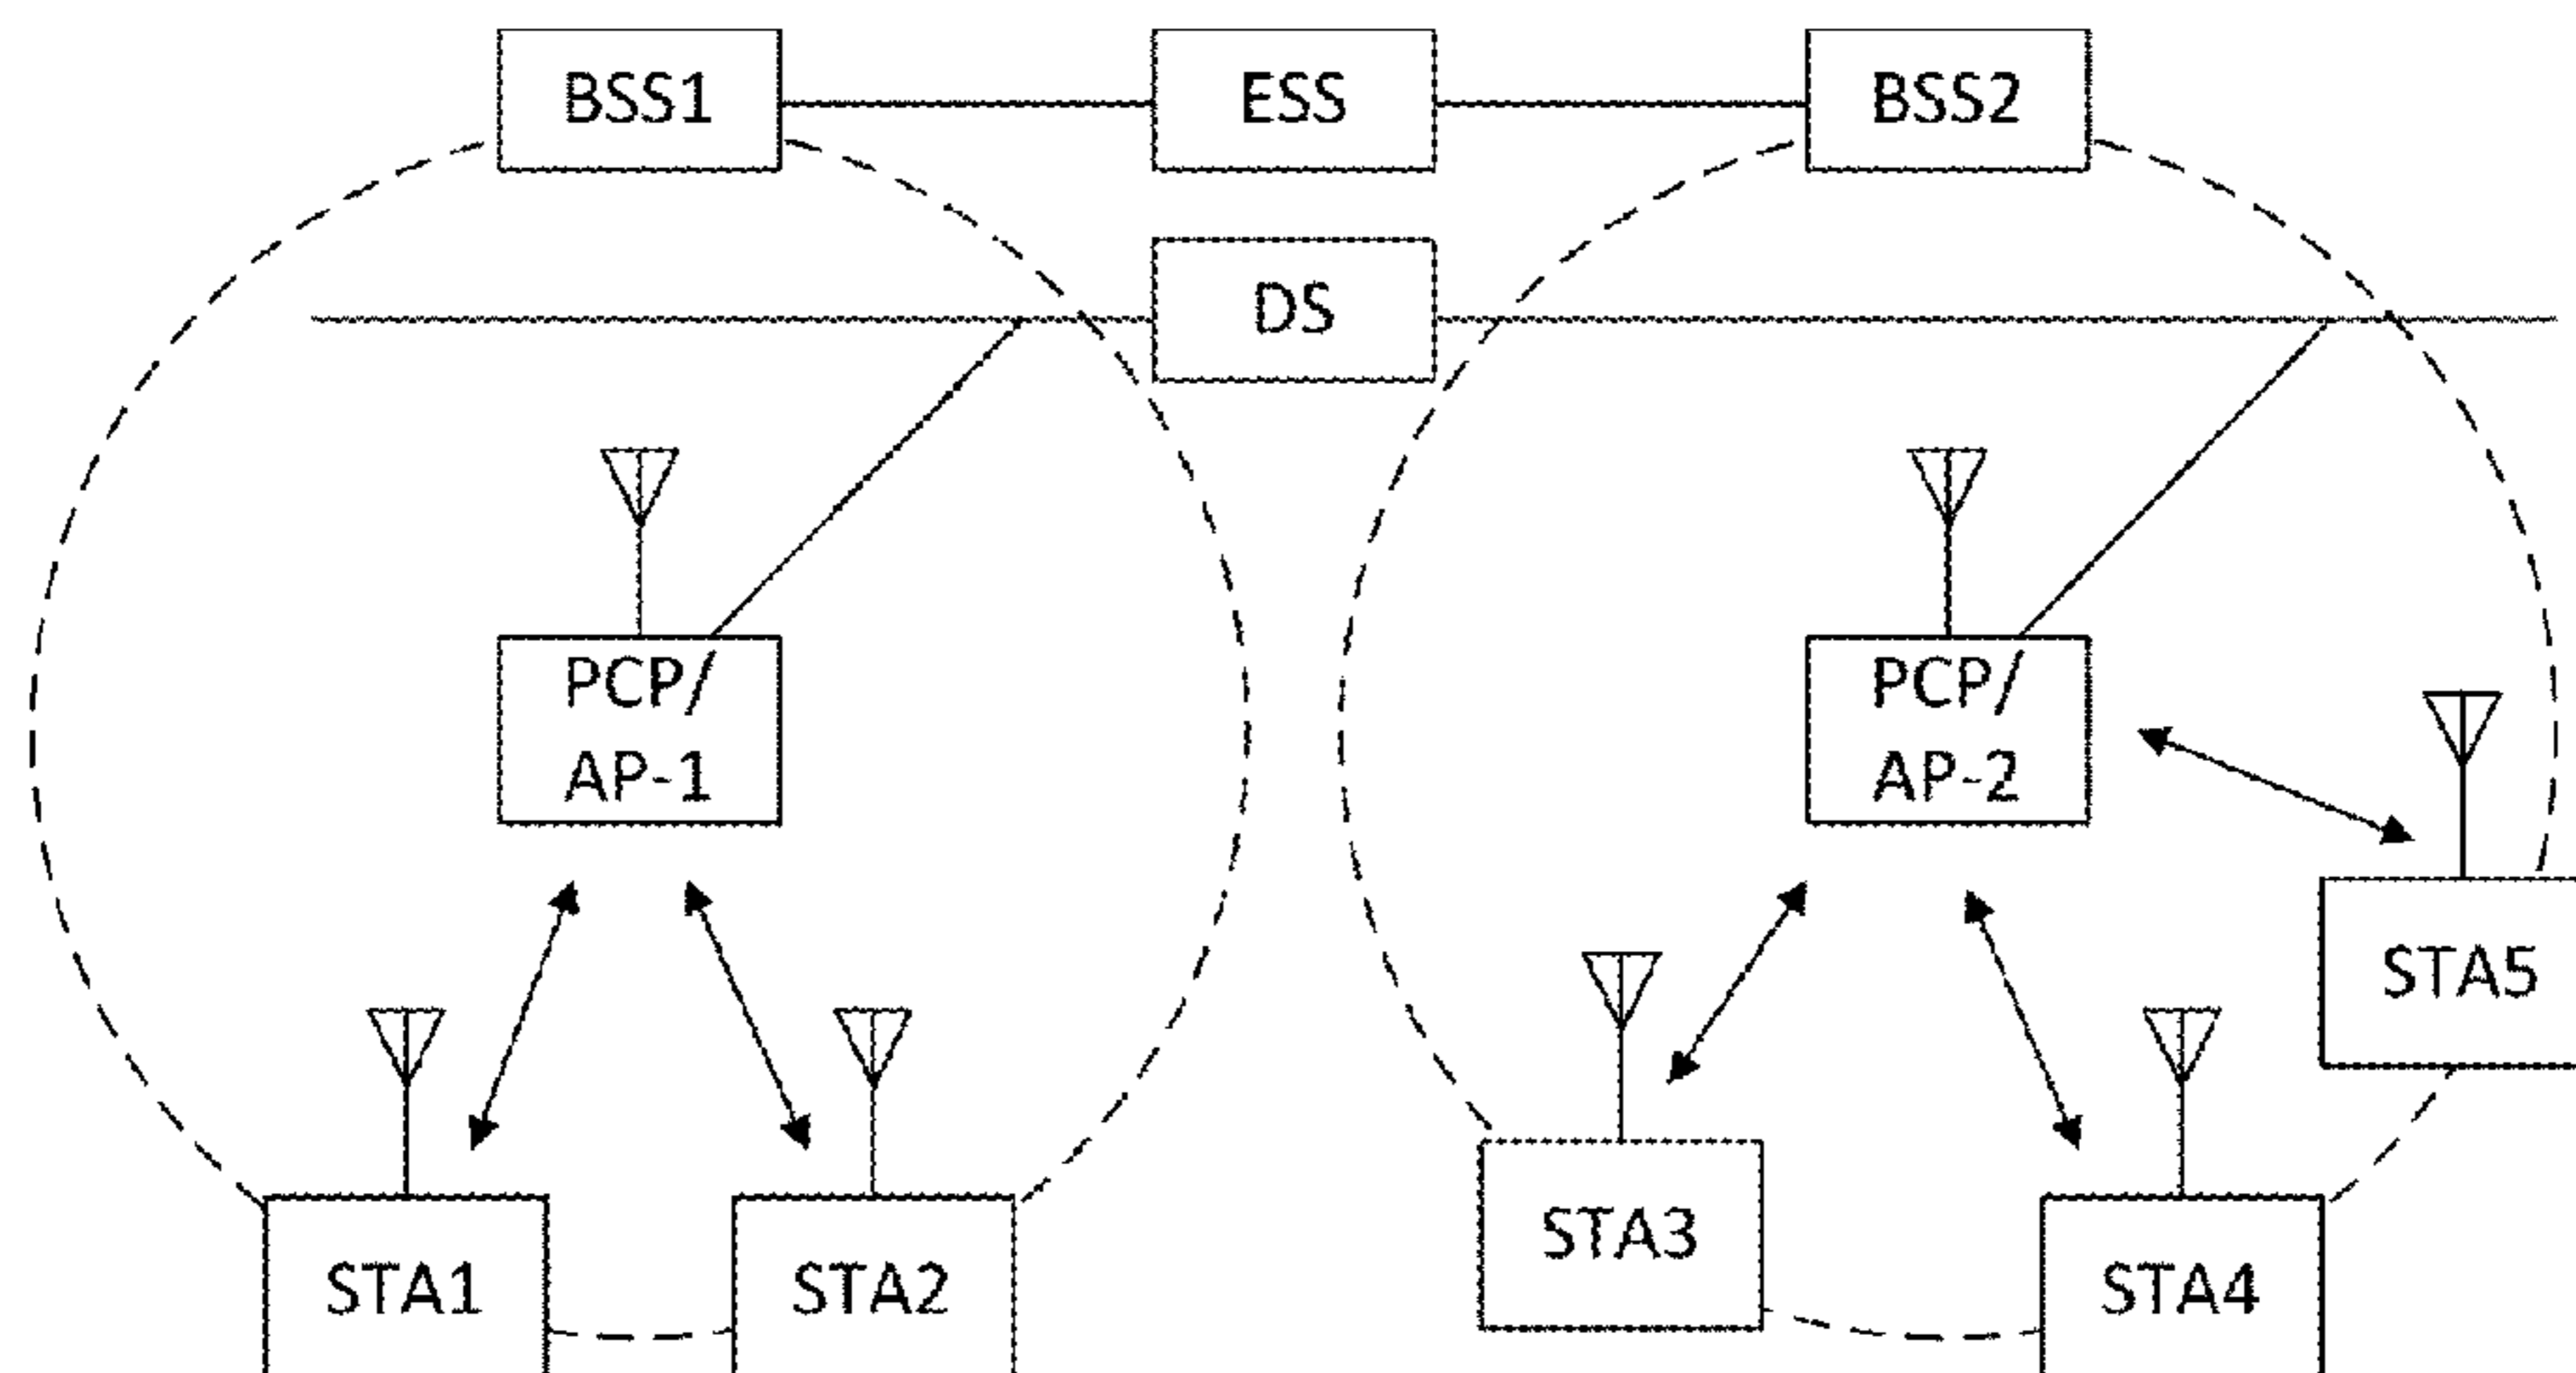 BSS1
ESS
BSS2
DS
PCP/
AP-1
PCP/
AP-2
STA5
STA3
STA1
STA2
STA4